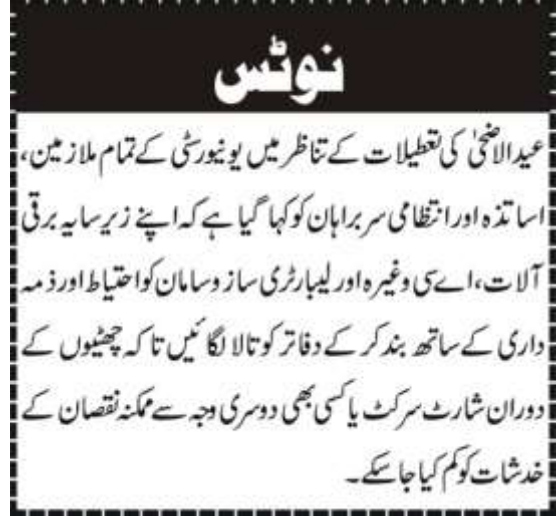 نوٹس
عیدالاضحیٰ کی تعطیلات کے تناظر میں یونیورسٹی کے تمام ملازمین،
اساتذہ اور انتظامی سربراہان کو کہا گیا ہے کہ اپنے زیر سایہ برقی
آلات، اے سی وغیرہ اور لیبارٹری ساز وسامان کو احتیاط اور ذمہ
داری کے ساتھ بند کر کے دفاتر کو تالا لگائیں تاکہ چھٹیوں کے
دوران شارٹ سرکٹ یا کسی بھی دوسری وجہ سے ممکنہ نقصان کے
خدشات کو کم کیا جا سکے۔